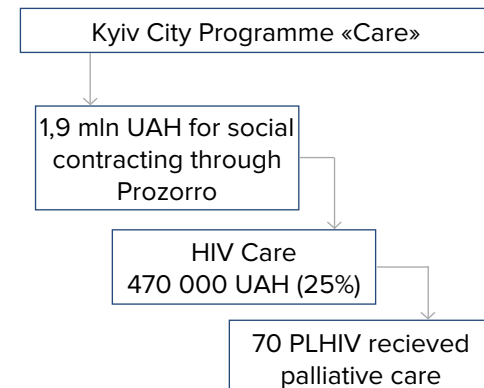 Kyiv City Programme «Care»
1,9 mln UAH for social
contracting through
Prozorro
HIV Care
470 000 UAH (25%)
70 PLHIV recieved
palliative care